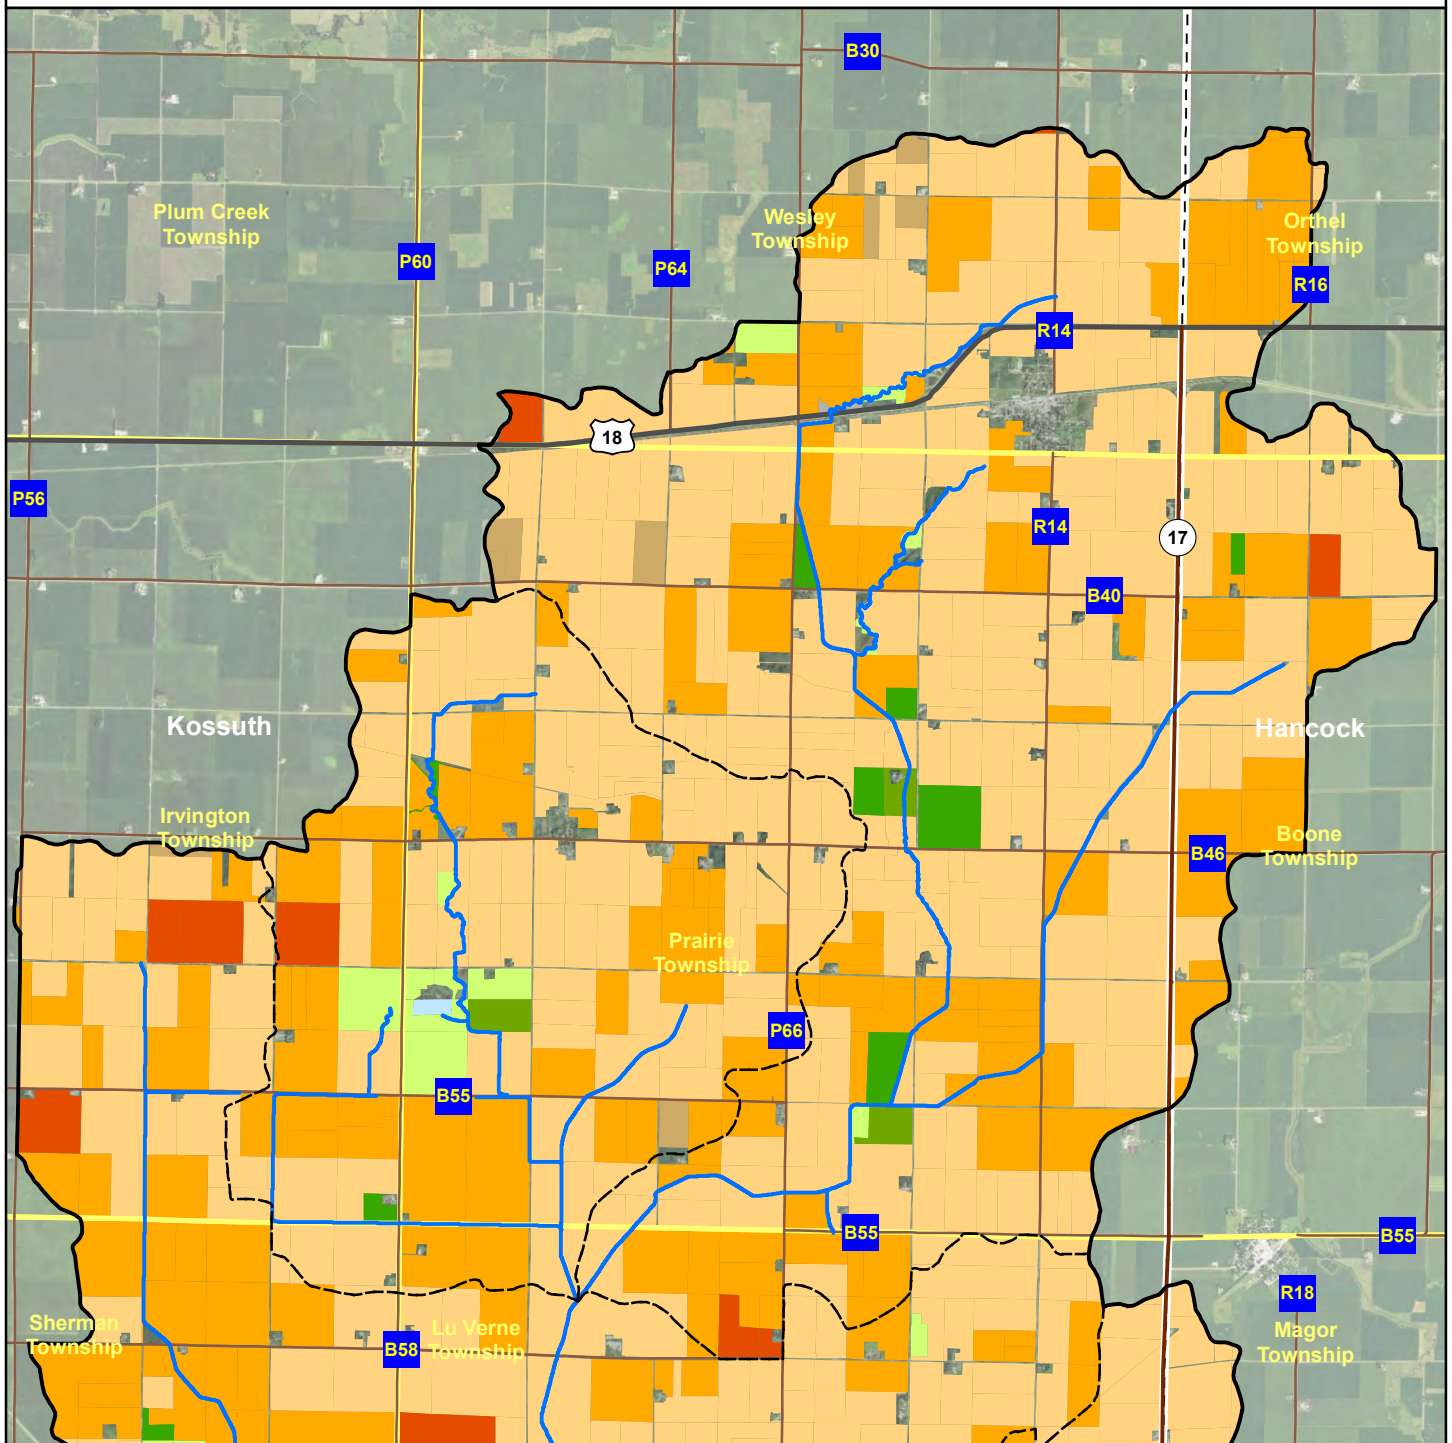 B30
Plum Creek
Township
Wesley
Township
Orthel
Township
P60
P64
R16
R14
18
P56
R14
17
B40
Kossuth
Hancock
Irvington
Township
Boone
Township
B46
Prairie
Township
P66
B55
B55
B55
R18
Sherman
Township
Lu Verne
Township
B58
Magor
Township